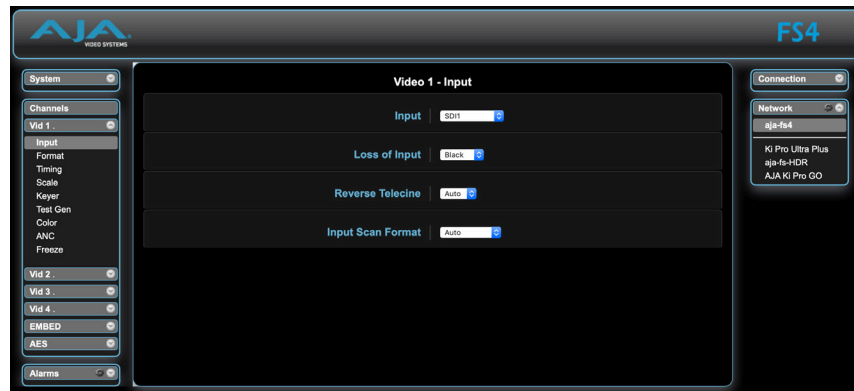 AJA
VIDEO SYSTEMS
FS4
System
Channels
Vid 1 .
Input
Format
Timing
Scale
Keyer
Test Gen
Color
ANC
Freeze
Vid 2 .
Vid 3 .
Vid 4 .
EMBED
AES
Alarms
Video 1 - Input
Input SDI1
Loss of Input Black
Reverse Telecine Auto
Input Scan Format Auto
Connection
Network
aja-fs4
Ki Pro Ultra Plus
aja-fs-HDR
AJA Ki Pro GO